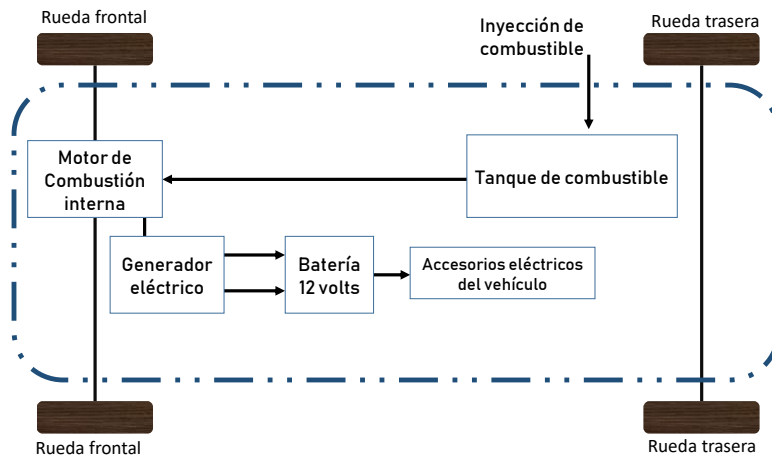 Rueda frontal
Inyección de
combustible
Rueda trasera
Motor de
Combustión
interna
Tanque de combustible
Generador
eléctrico
Batería
12 volts
Accesorios eléctricos
del vehículo
Rueda frontal
Rueda trasera